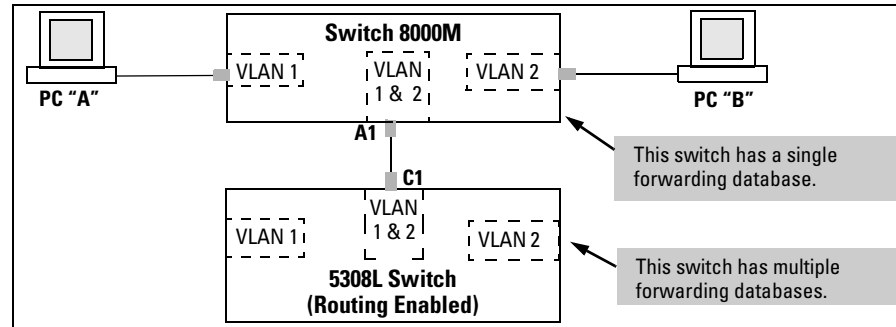 Switch 8000M
VLAN 1
VLAN
1 & 2
VLAN 2
PC “A”
PC “B”
A1
This switch has a single
forwarding database.
C1
VLAN 1
VLAN
1 & 2
VLAN 2
5308L Switch
(Routing Enabled)
This switch has multiple
forwarding databases.